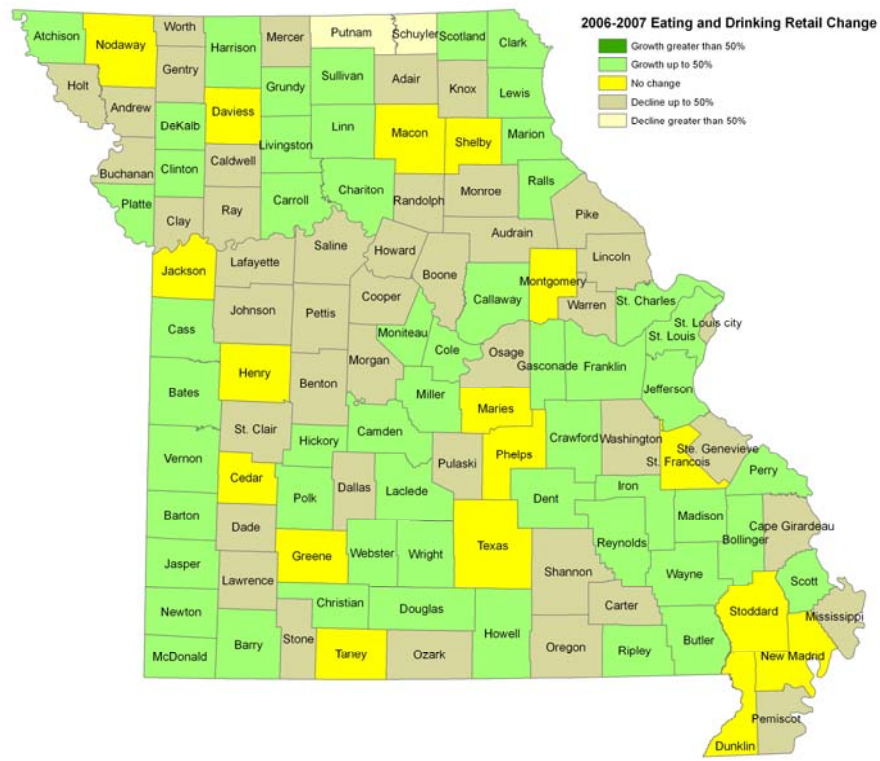 2006-2007 Eating and Drinking Retail Change
Growth greater than 50%
Growth up to 50%
No change
Decline up to 50%
Decline greater than 50%
Atchison
Nodaway
Worth
Harrison
Mercer
Putnam
Schuyler
Scotland
Clark
Holt
Gentry
Andrew
Daviess
Grundy
Sullivan
Adair
Knox
Lewis
DeKalb
Livingston
Linn
Macon
Shelby
Marion
Buchanan
Clinton
Caldwell
Platte
Clay
Ray
Carroll
Chariton
Randolph
Monroe
Ralls
Pike
Jackson
Lafayette
Saline
Howard
Boone
Audrain
Lincoln
Montgomery
Callaway
Warren
St. Charles
St. Louis city
St. Louis
Cass
Johnson
Pettis
Cooper
Moniteau
Cole
Osage
Gasconade
Franklin
Jefferson
Morgan
Henry
Benton
Bates
Miller
Maries
St. Clair
Hickory
Camden
Pulaski
Phelps
Crawford
Washington
Ste. Genevieve
St. Francois
Perry
Vernon
Cedar
Polk
Dallas
Laclede
Dent
Iron
Madison
Bollinger
Cape Girardeau
Barton
Dade
Greene
Webster
Wright
Texas
Shannon
Reynolds
Wayne
Jasper
Lawrence
Christian
Douglas
Howell
Carter
Scott
Stoddard
Mississippi
Newton
McDonald
Barry
Stone
Taney
Ozark
Oregon
Ripley
Butler
New Madrid
Pemiscot
Dunklin